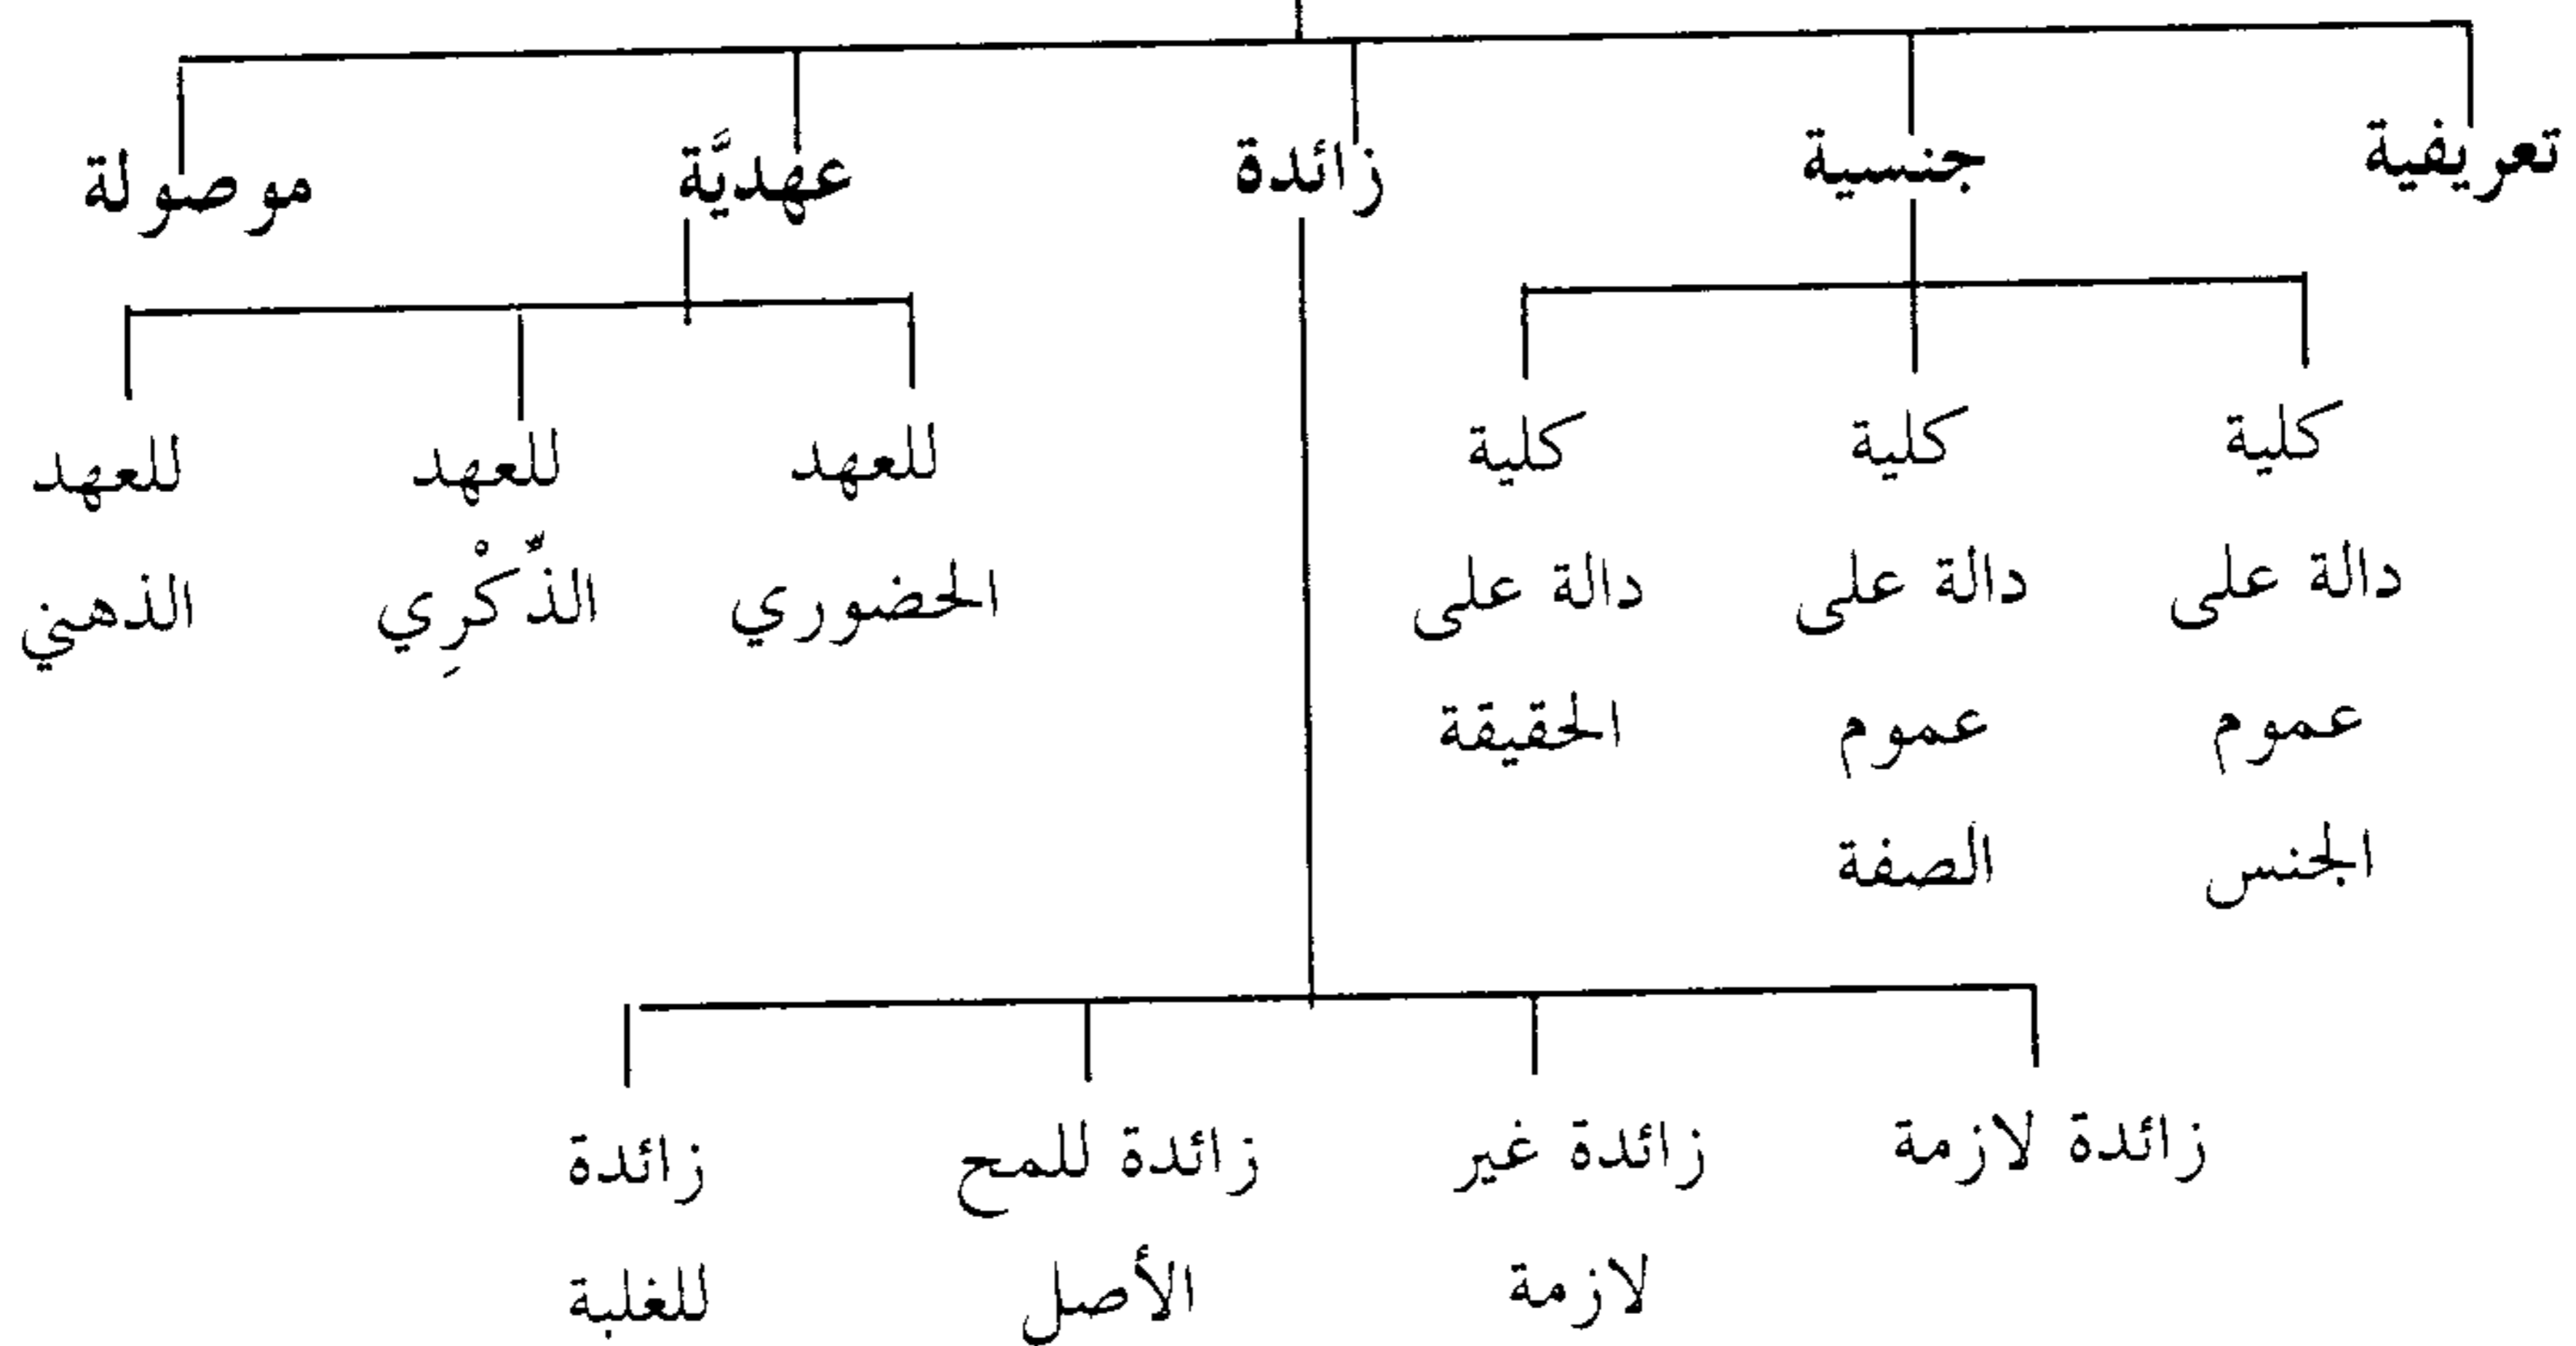 تعريفية
جنسية
زائدة
عهديَّة
موصولة
كلية
دالة على
عموم
الجنس
كلية
دالة على
عموم
الصفة
كلية
دالة على
الحقيقة
للعهد
الحضوري
للعهد
الذِّكْرِي
للعهد
الذهني
زائدة لازمة
زائدة غير
لازمة
زائدة للمح
الأصل
زائدة
للغلبة